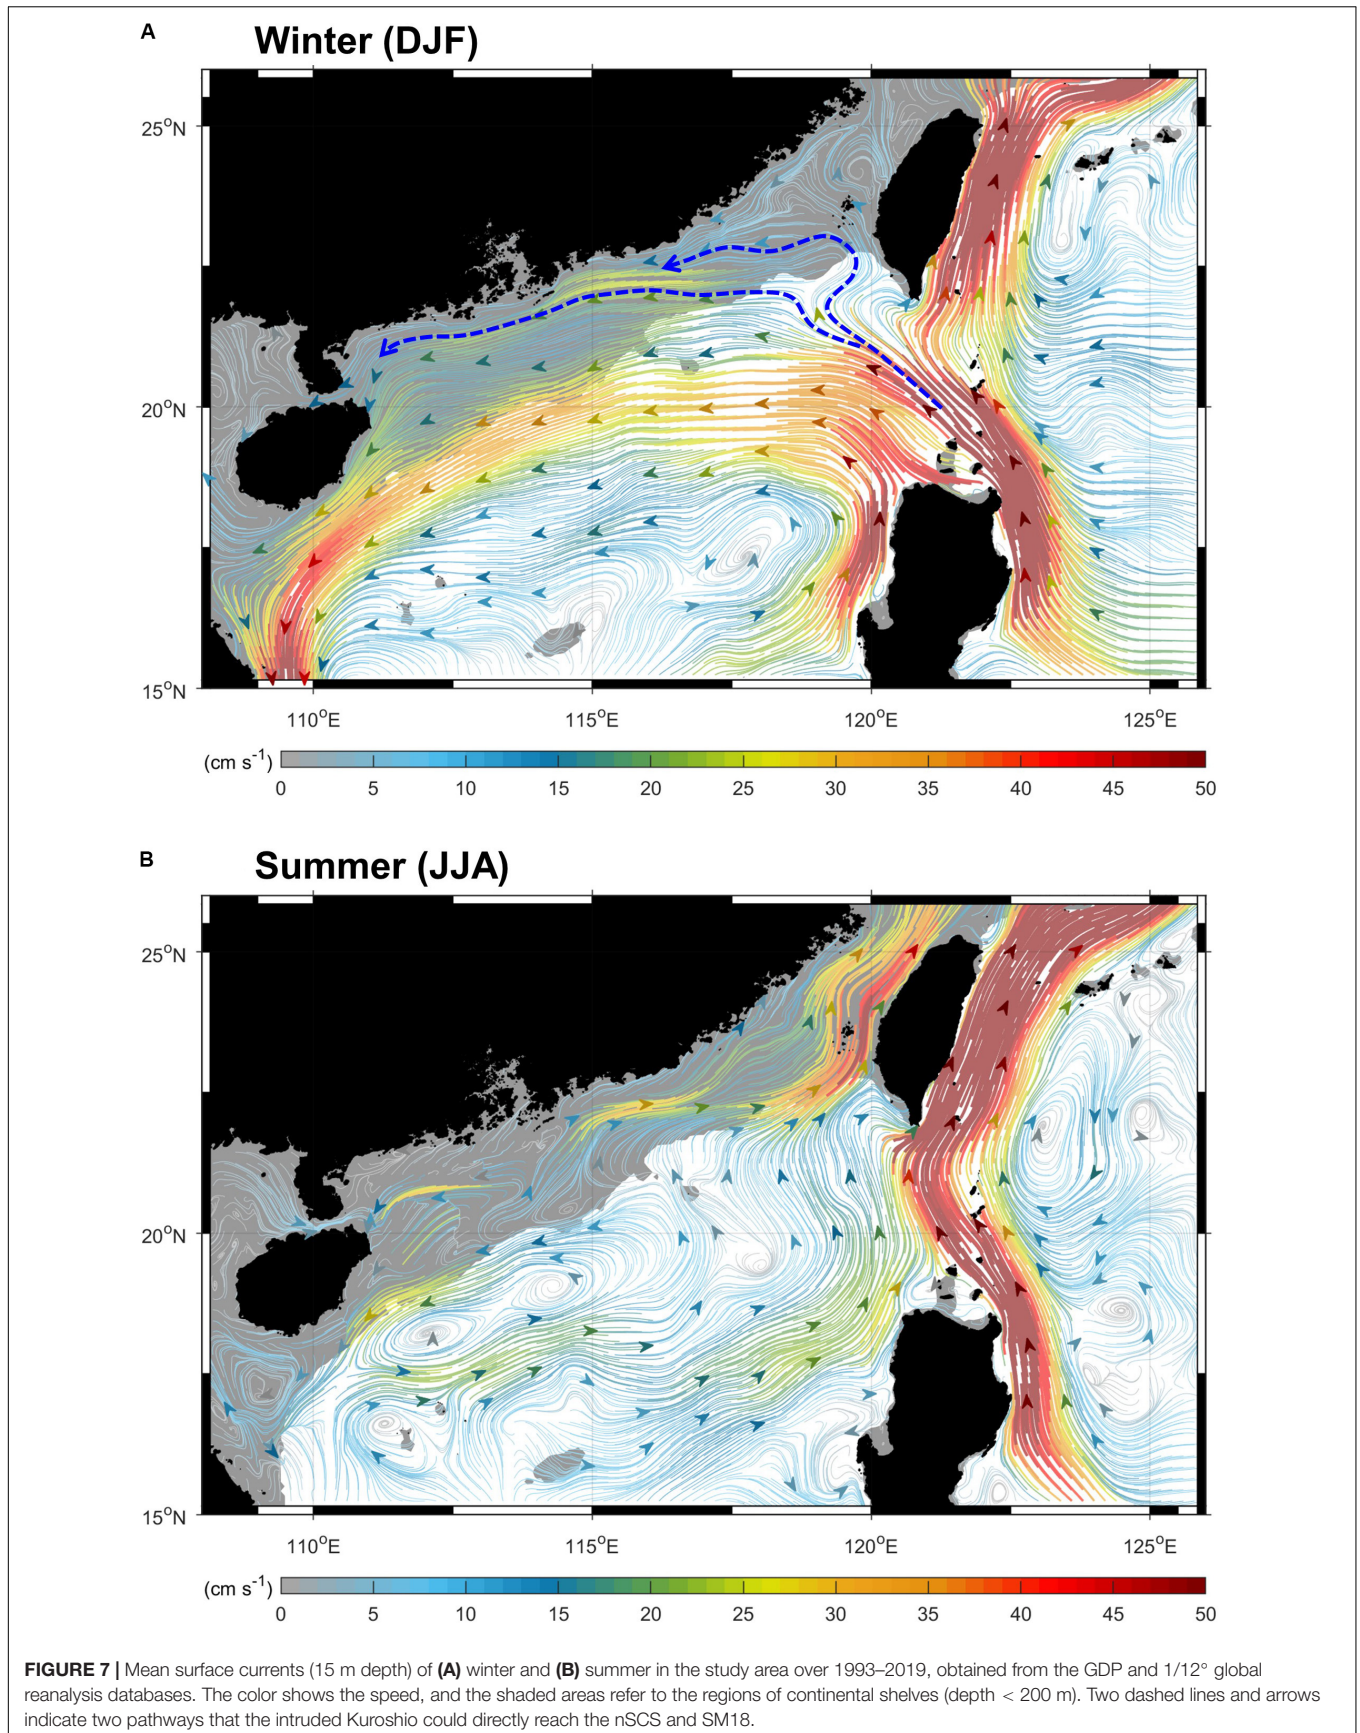 A
Winter (DJF)
25°N
20°N
15°N
110°E 115°E 120°E 125°E
(cm s-1)
0 5 10 15 20 25 30 35 40 45 50
B
Summer (JJA)
25°N
20°N
15°N
110°E 115°E 120°E 125°E
(cm s-1)
0 5 10 15 20 25 30 35 40 45 50
FIGURE 7 | Mean surface currents (15 m depth) of (A) winter and (B) summer in the study area over 1993–2019, obtained from the GDP and 1/12° global
reanalysis databases. The color shows the speed, and the shaded areas refer to the regions of continental shelves (depth < 200 m). Two dashed lines and arrows
indicate two pathways that the intruded Kuroshio could directly reach the nSCS and SM18.